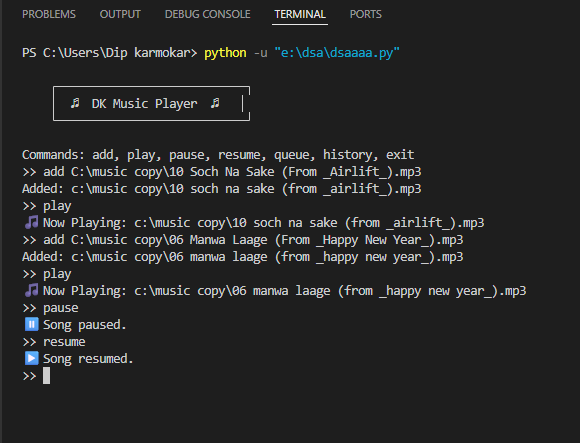 PROBLEMS OUTPUT DEBUG CONSOLE TERMINAL PORTS
PS C:\Users\Dip karmokar> python -u "e:\dsa\dsaaaa.py"
♬ DK Music Player ♬
Commands: add, play, pause, resume, queue, history, exit
>> add C:\music copy\10 Soch Na Sake (From _Airlift_).mp3
Added: c:\music copy\10 soch na sake (from _airlift_).mp3
>> play
🎵 Now Playing: c:\music copy\10 soch na sake (from _airlift_).mp3
>> add C:\music copy\06 Manwa Laage (From _Happy New Year_).mp3
Added: c:\music copy\06 manwa laage (from _happy new year_).mp3
>> play
🎵 Now Playing: c:\music copy\06 manwa laage (from _happy new year_).mp3
>> pause
⏸️ Song paused.
>> resume
▶️ Song resumed.
>>